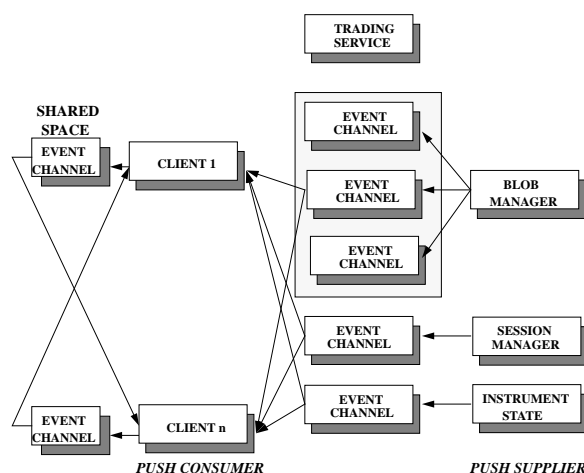 TRADING
SERVICE
SHARED
SPACE
EVENT
CHANNEL
CLIENT 1
EVENT
CHANNEL
EVENT
CHANNEL
EVENT
CHANNEL
BLOB
MANAGER
EVENT
CHANNEL
SESSION
MANAGER
EVENT
CHANNEL
CLIENT n
EVENT
CHANNEL
INSTRUMENT
STATE
PUSH CONSUMER
PUSH SUPPLIER